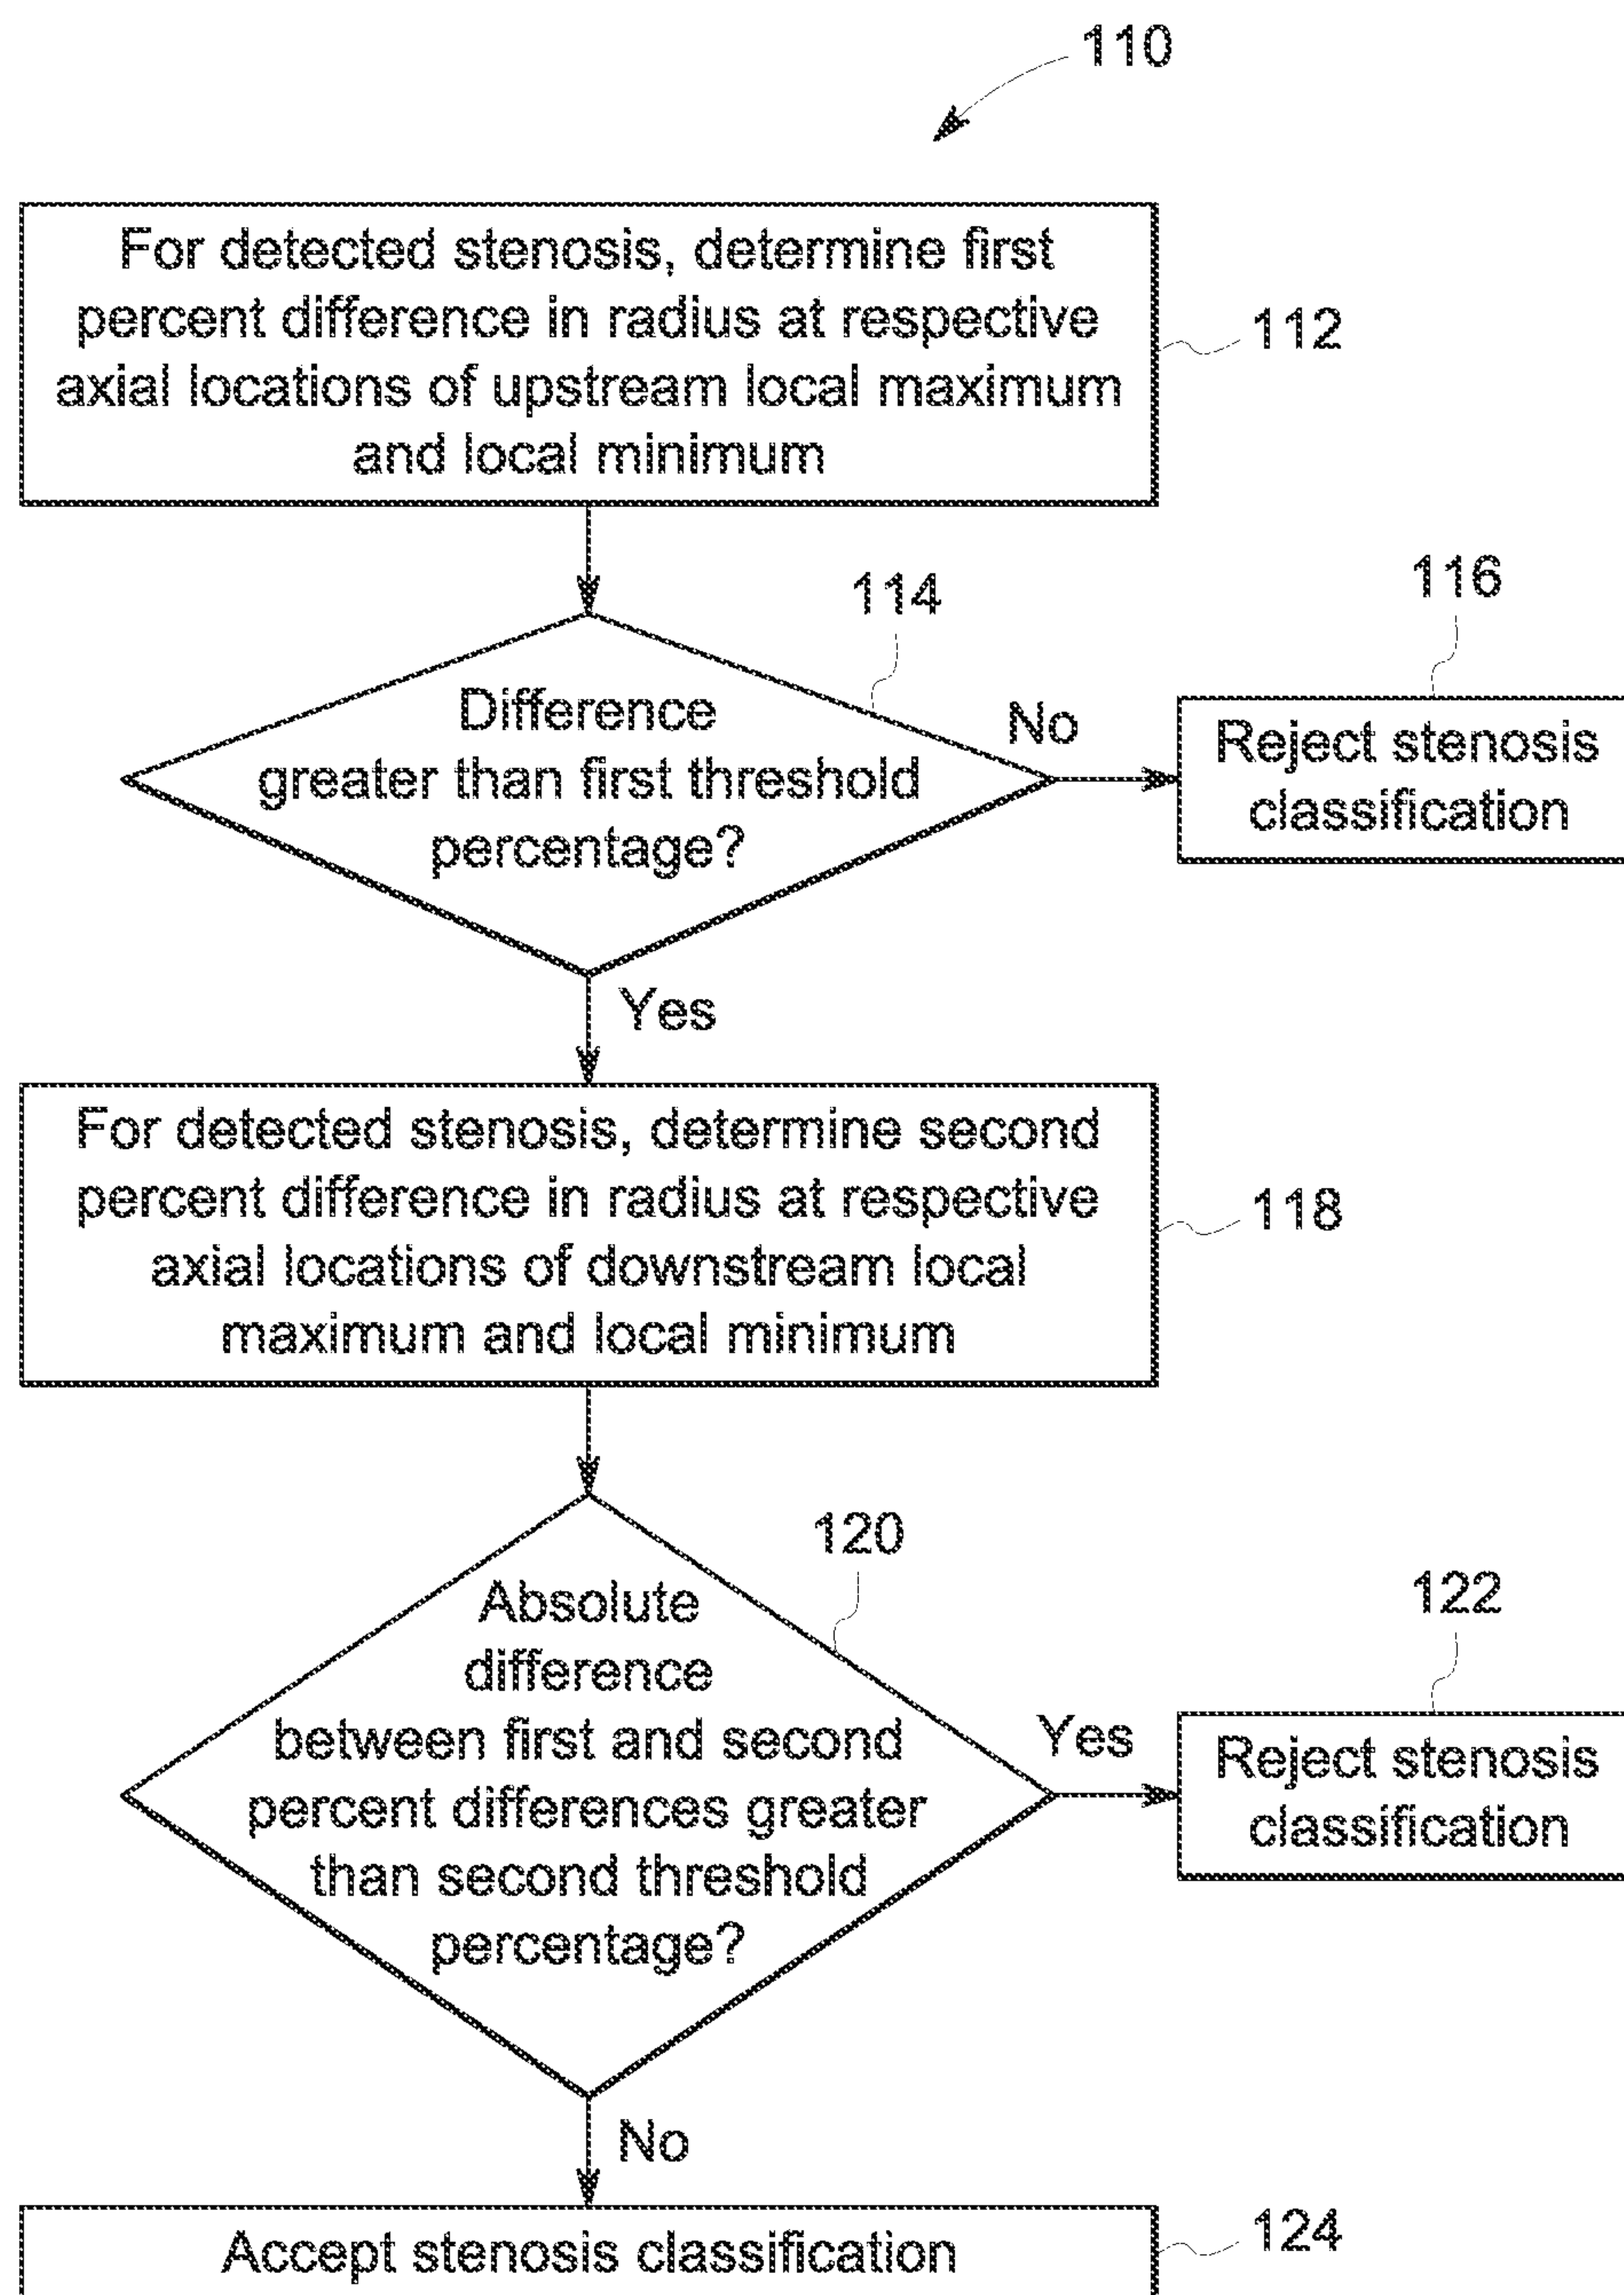 110
For detected stenosis, determine first
percent difference in radius at respective
axial locations of upstream local maximum
and local minimum
112
114
116
Difference
greater than first threshold
percentage?
No
Reject stenosis
classification
Yes
For detected stenosis, determine second
percent difference in radius at respective
axial locations of downstream local
maximum and local minimum
118
120
122
Absolute
difference
between first and second
percent differences greater
than second threshold
percentage?
Yes
Reject stenosis
classification
No
Accept stenosis classification
124